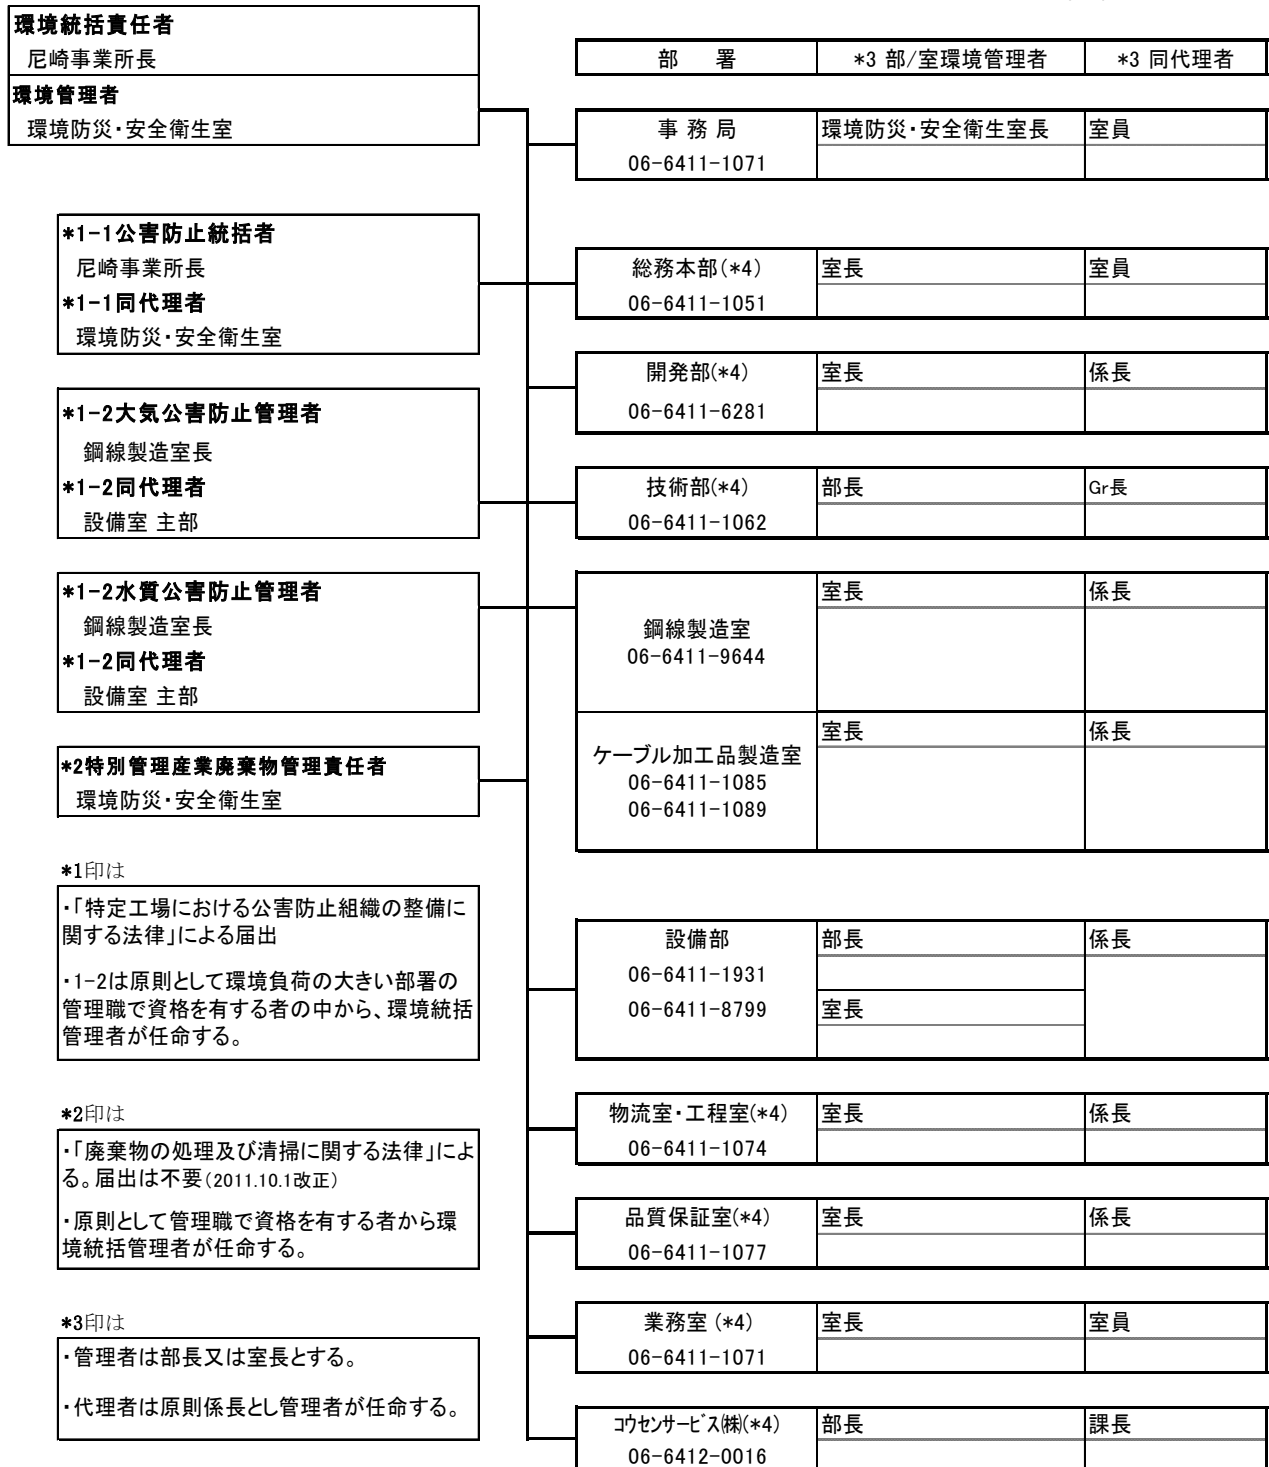 環境統括責任者
尼崎事業所長
環境管理者
環境防災・安全衛生室
*1-1公害防止統括者
尼崎事業所長
*1-1同代理者
環境防災・安全衛生室
*1-2大気公害防止管理者
鋼線製造室長
*1-2同代理者
設備室 主部
*1-2水質公害防止管理者
鋼線製造室長
*1-2同代理者
設備室 主部
*2特別管理産業廃棄物管理責任者
環境防災・安全衛生室
*1印は
・「特定工場における公害防止組織の整備に
関する法律」による届出
・1-2は原則として環境負荷の大きい部署の
管理職で資格を有する者の中から、環境統括
管理者が任命する。
*2印は
・「廃棄物の処理及び清掃に関する法律」によ
る。届出は不要(2011.10.1改正)
・原則として管理職で資格を有する者から環
境統括管理者が任命する。
*3印は
・管理者は部長又は室長とする。
・代理者は原則係長とし管理者が任命する。
部 署 *3 部/室環境管理者 *3 同代理者
事 務 局 環境防災・安全衛生室長 室員
06-6411-1071
総務本部(*4) 室長 室員
06-6411-1051
開発部(*4) 室長 係長
06-6411-6281
技術部(*4) 部長 Gr長
06-6411-1062
室長 係長
鋼線製造室
06-6411-9644
室長 係長
ケーブル加工品製造室
06-6411-1085
06-6411-1089
設備部 部長 係長
06-6411-1931
06-6411-8799 室長
物流室・工程室(*4) 室長 係長
06-6411-1074
品質保証室(*4) 室長 係長
06-6411-1077
業務室 (*4) 室長 室員
06-6411-1071
コウセンサービス㈱(*4) 部長 課長
06-6412-0016